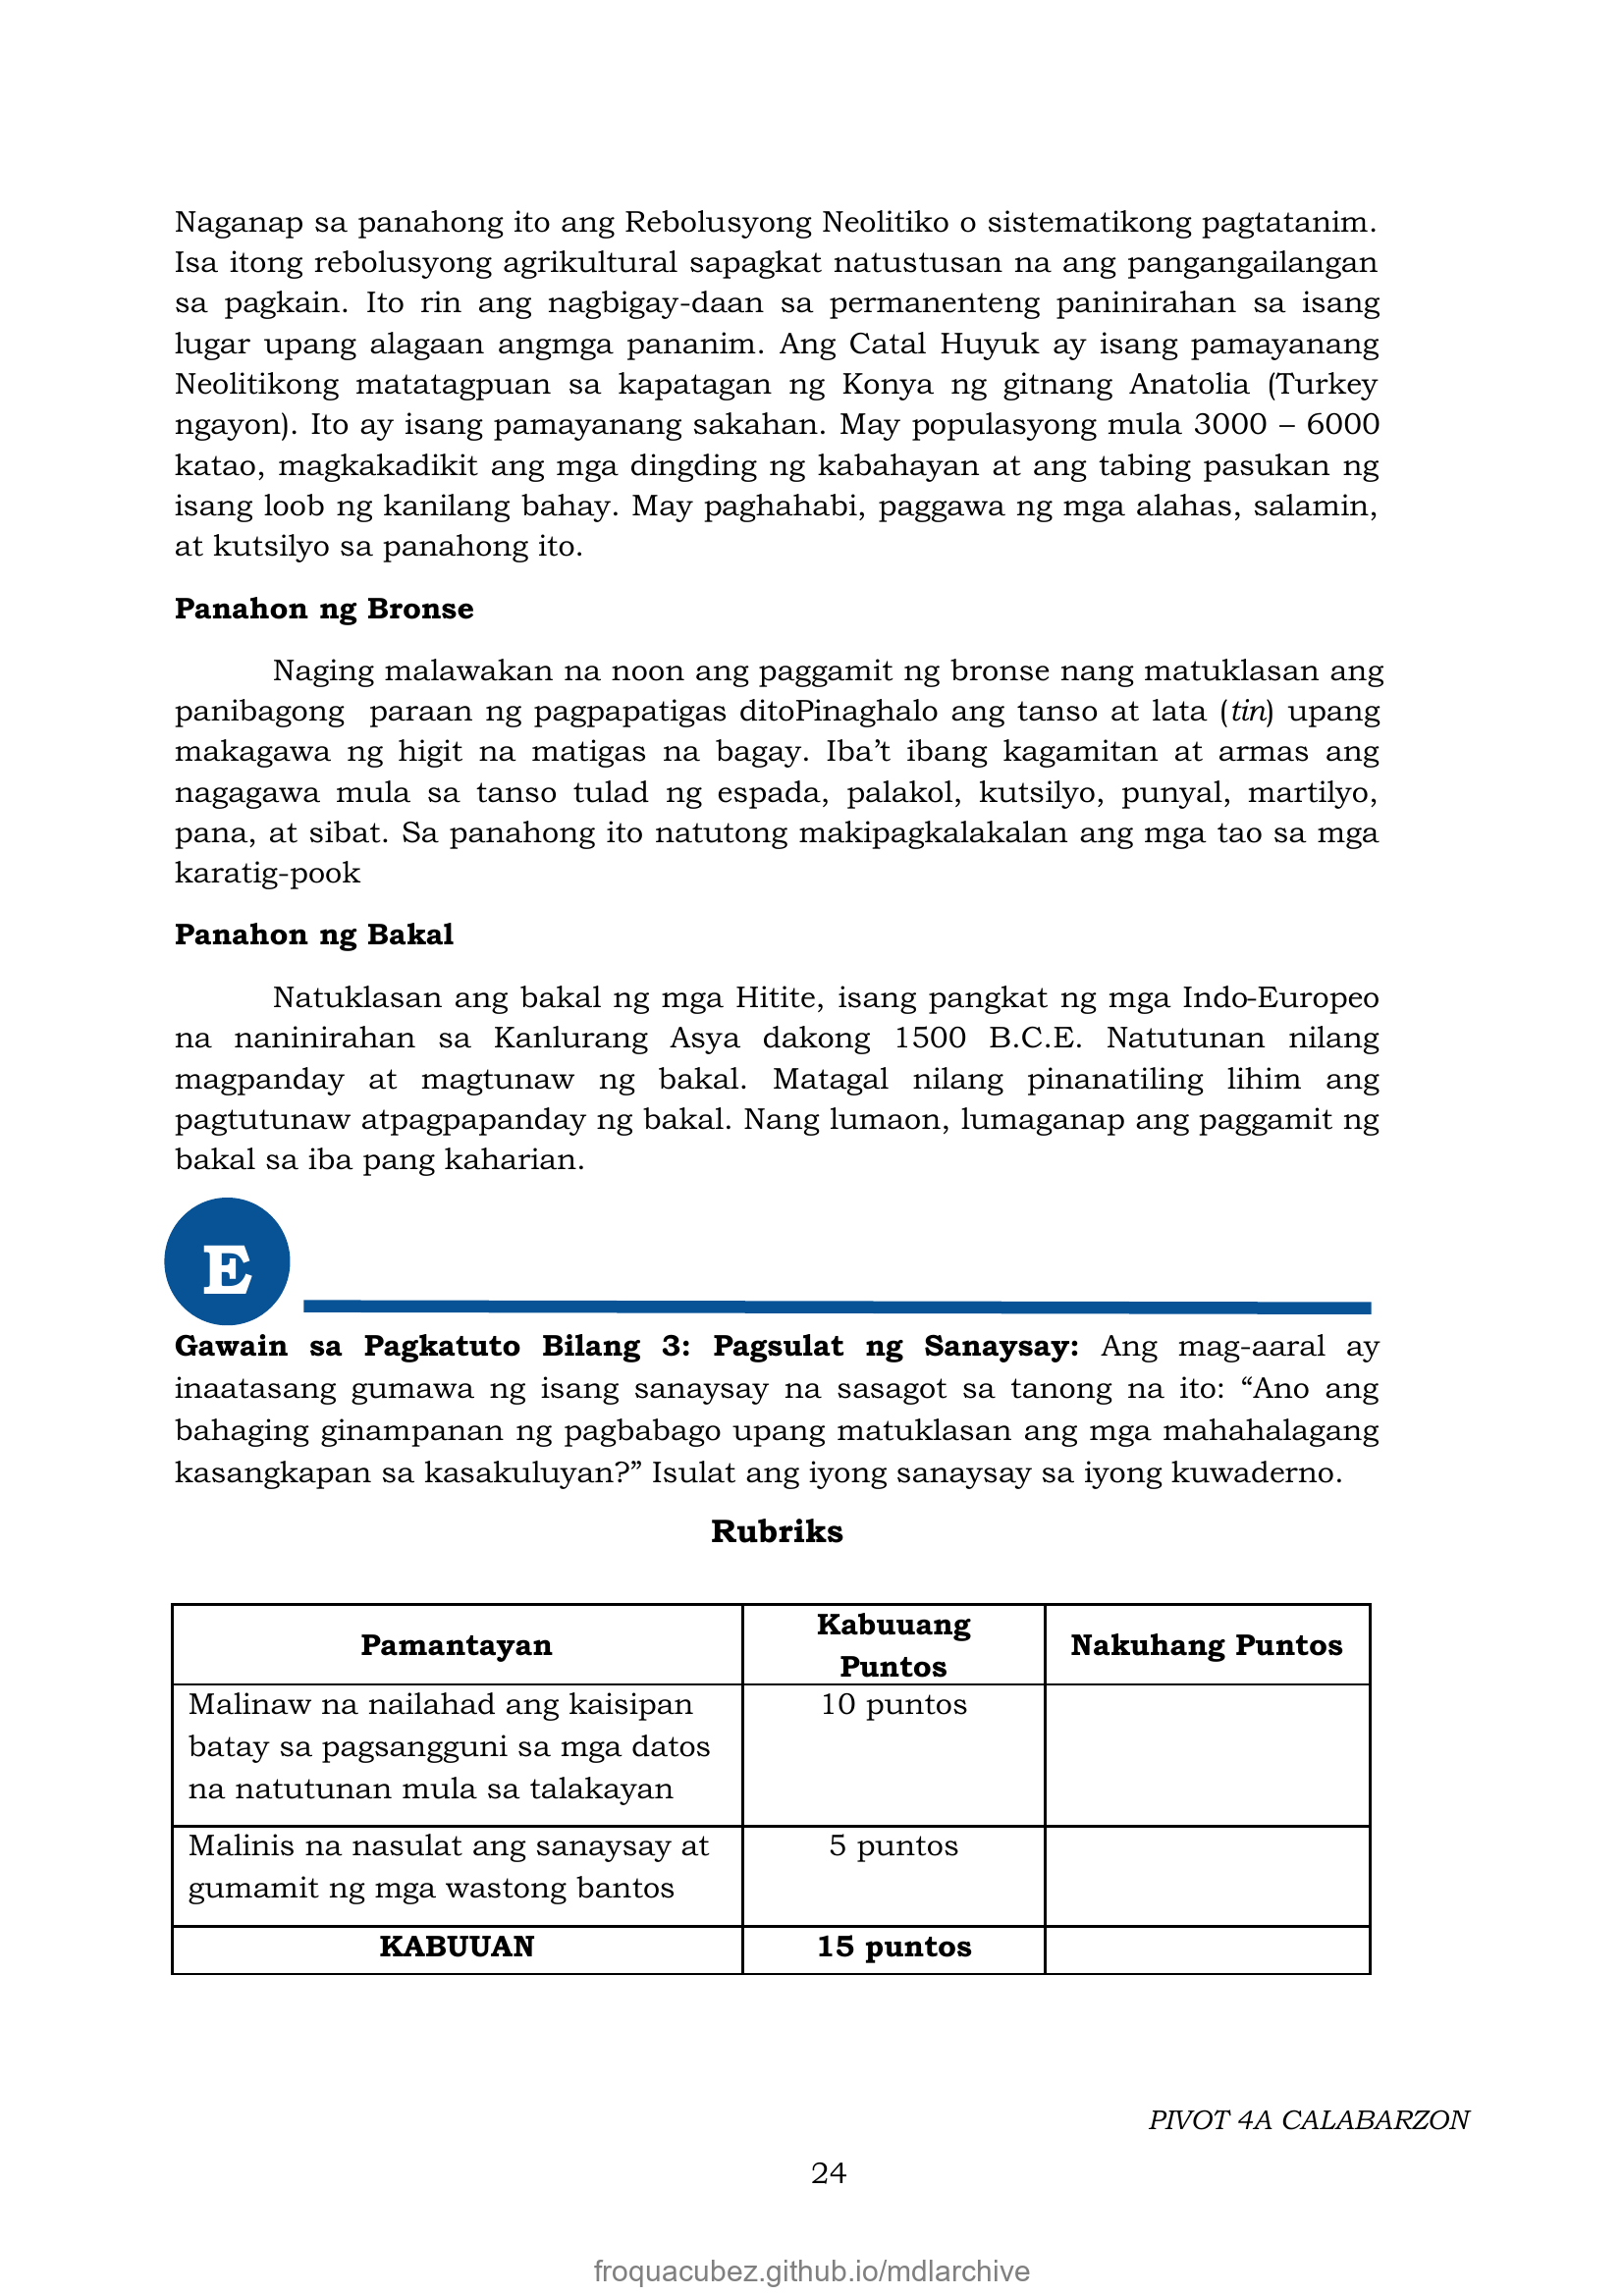 Naganap sa panahong ito ang Rebolusyong Neolitiko o sistematikong pagtatanim.
Isa itong rebolusyong agrikultural sapagkat natustusan na ang pangangailangan
sa pagkain. Ito rin ang nagbigay-daan sa permanenteng paninirahan sa isang
lugar upang alagaan angmga pananim. Ang Catal Huyuk ay isang pamayanang
Neolitikong matatagpuan sa kapatagan ng Konya ng gitnang Anatolia (Turkey
ngayon). Ito ay isang pamayanang sakahan. May populasyong mula 3000 – 6000
katao, magkakadikit ang mga dingding ng kabahayan at ang tabing pasukan ng
isang loob ng kanilang bahay. May paghahabi, paggawa ng mga alahas, salamin,
at kutsilyo sa panahong ito.
Panahon ng Bronse
Naging malawakan na noon ang paggamit ng bronse nang matuklasan ang
panibagong paraan ng pagpapatigas ditoPinaghalo ang tanso at lata (tin) upang
makagawa ng higit na matigas na bagay. Iba’t ibang kagamitan at armas ang
nagagawa mula sa tanso tulad ng espada, palakol, kutsilyo, punyal, martilyo,
pana, at sibat. Sa panahong ito natutong makipagkalakalan ang mga tao sa mga
karatig-pook
Panahon ng Bakal
Natuklasan ang bakal ng mga Hitite, isang pangkat ng mga Indo-Europeo
na naninirahan sa Kanlurang Asya dakong 1500 B.C.E. Natutunan nilang
magpanday at magtunaw ng bakal. Matagal nilang pinanatiling lihim ang
pagtutunaw atpagpapanday ng bakal. Nang lumaon, lumaganap ang paggamit ng
bakal sa iba pang kaharian.
E
Gawain sa Pagkatuto Bilang 3: Pagsulat ng Sanaysay: Ang mag-aaral ay
inaatasang gumawa ng isang sanaysay na sasagot sa tanong na ito: “Ano ang
bahaging ginampanan ng pagbabago upang matuklasan ang mga mahahalagang
kasangkapan sa kasakuluyan?” Isulat ang iyong sanaysay sa iyong kuwaderno.
Rubriks
Pamantayan
Kabuuang
Puntos
Nakuhang Puntos
Malinaw na nailahad ang kaisipan
batay sa pagsangguni sa mga datos
na natutunan mula sa talakayan
10 puntos
Malinis na nasulat ang sanaysay at
gumamit ng mga wastong bantos
5 puntos
KABUUAN
15 puntos
PIVOT 4A CALABARZON
24
froquacubez.github.io/mdlarchive